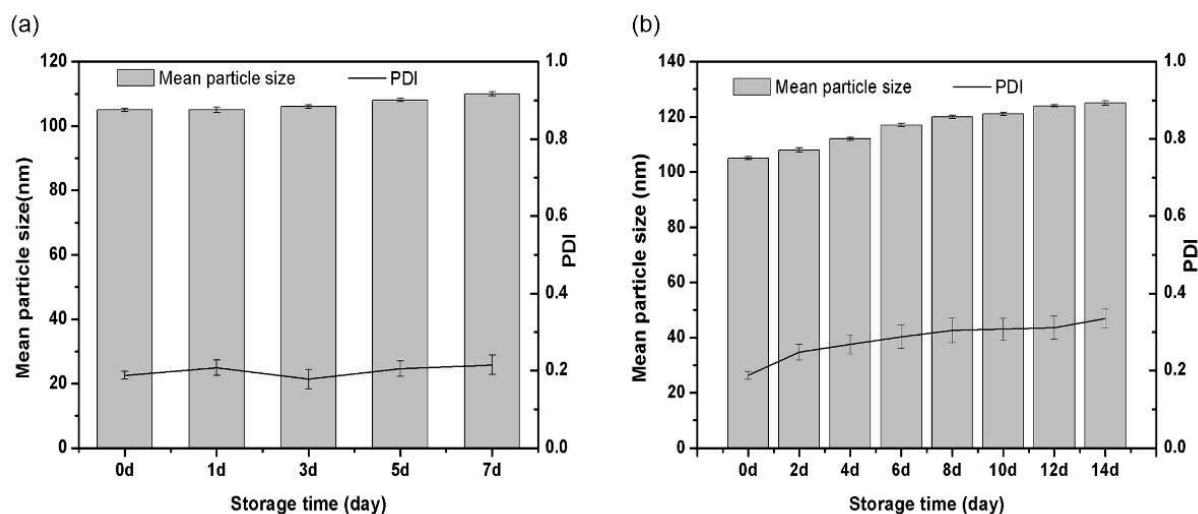 (a)
120
100
80
60
40
20
0
Mean particle size(nm)
Mean particle size
PDI
1.0
0.8
0.6
0.4
0.2
0.0
PDI
0d 1d 3d 5d 7d
Storage time (day)
(b)
140
120
100
80
60
40
20
0
Mean particle size (nm)
Mean particle size
PDI
1.0
0.8
0.6
0.4
0.2
0.0
PDI
0d 2d 4d 6d 8d 10d 12d 14d
Storage time (day)